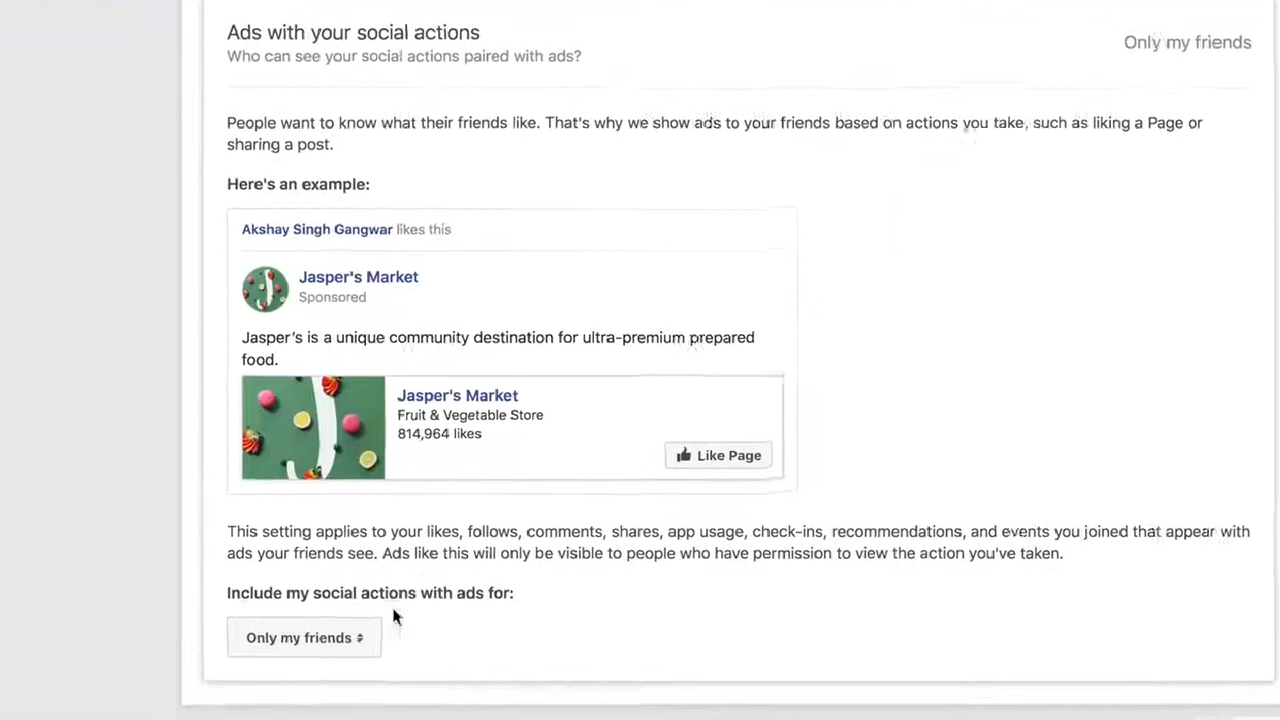 Ads with your social actions
Only my friends
Who can see your social actions paired with ads?
People want to know what their friends like. That's why we show ads to your friends based on actions you take, such as liking a Page or
sharing a post.
Here's an example:
Akshay Singh Gangwar likes this
Jasper's Market
Sponsored
Jasper's is a unique community destination for ultra-premium prepared
food.
Jasper's Market
Fruit & Vegetable Store
814,964 likes
Like Page
This setting applies to your likes, follows, comments, shares, app usage, check-ins, recommendations, and events you joined that appear with
ads your friends see. Ads like this will only be visible to people who have permission to view the action you've taken.
Include my social actions with ads for:
Only my friends